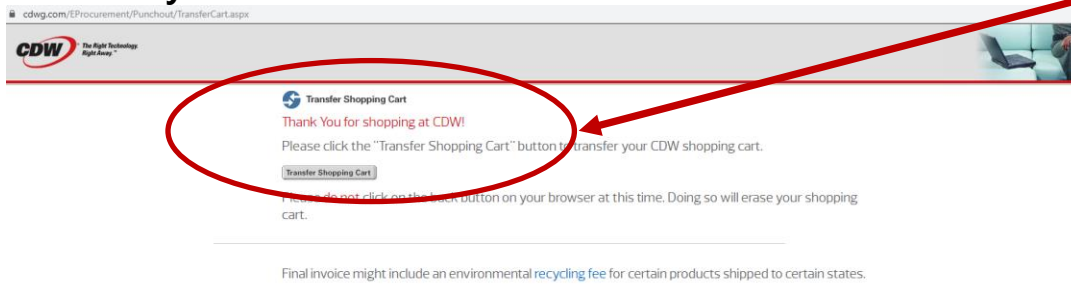 cdwg.com/EProcurement/Punchout/TransferCart.aspx
CDW The Right Technology.
Right Away.™
Transfer Shopping Cart
Thank You for shopping at CDW!
Please click the "Transfer Shopping Cart" button to transfer your CDW shopping cart.
Transfer Shopping Cart
Please do not click on the back button on your browser at this time. Doing so will erase your shopping
cart.
Final invoice might include an environmental recycling fee for certain products shipped to certain states.